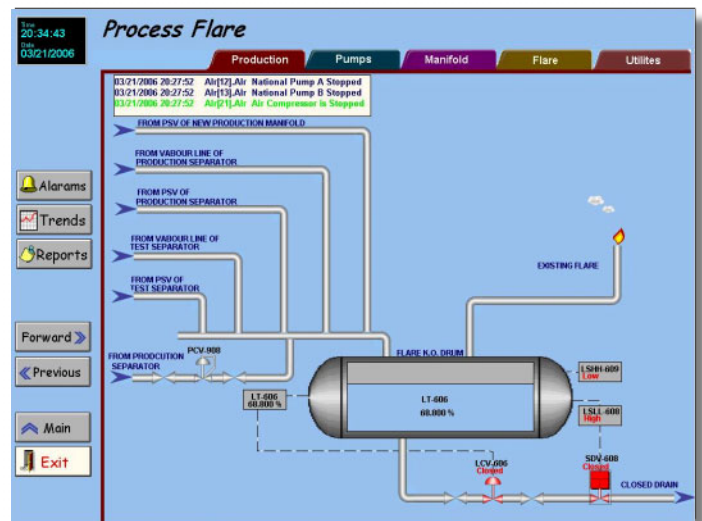 Time
20:34:43
Date
03/21/2006
Process Flare
Production
Pumps
Manifold
Flare
Utilites
03/21/2006 20:27:52 Alr[12].Alr National Pump A Stopped
03/21/2006 20:27:52 Alr[13].Alr National Pump B Stopped
03/21/2006 20:27:52 Alr[21].Alr Air Compressor is Stopped
FROM PSV OF NEW PRODUCTION MANIFOLD
FROM VABOUR LINE OF
PRODUCTION SEPARATOR
FROM PSV OF
PRODUCTION SEPARATOR
FROM VABOUR LINE OF
TEST SEPARATOR
FROM PSV OF
TEST SEPARATOR
FROM PRODCUTION
SEPARATOR
PCV-900
EXISTING FLARE
FLARE K.O. DRUM
LT-606
68.800 %
LT-606
68.800 %
LSHH-609
Low
LSLL-608
High
LCV-606
Closed
SDV-608
Closed
CLOSED DRAIN
Alarams
Trends
Reports
Forward
Previous
Main
Exit